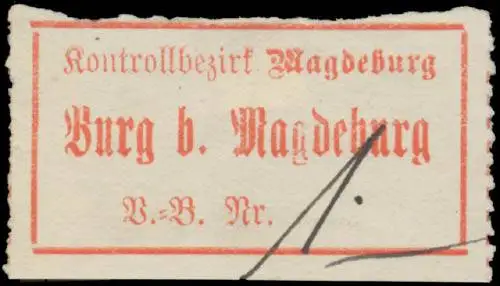 Kontrollbezirk Magdeburg
Burg b. Magdeburg
V.=B. Nr. 1.